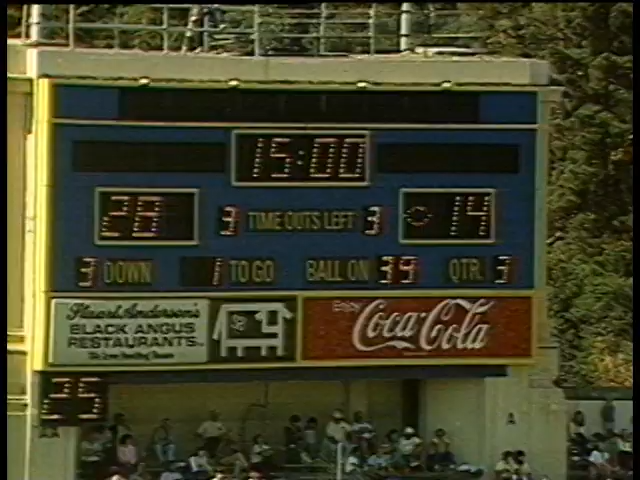 15:00
28 3 TIME OUTS LEFT 3 14
3 DOWN 1 TO GO BALL ON 39 QTR. 3
Stuart Anderson's
BLACK ANGUS
RESTAURANTS
Enjoy
Coca-Cola
25
A